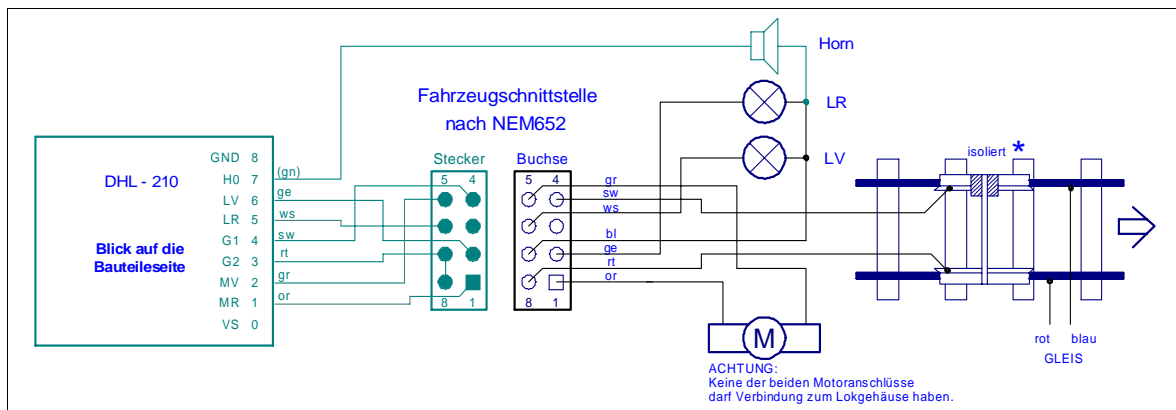 Horn
Fahrzeugschnittstelle
nach NEM652
LR
LV
Stecker
Buchse
isoliert *
DHL - 210
Blick auf die
Bauteileseite
GND 8
H0 7 (gn)
LV 6 ge
LR 5 ws
G1 4 sw
G2 3 rt
MV 2 gr
MR 1 or
VS 0
5 4
8 1
5 4
8 1
gr
sw
ws
bl
ge
rt
or
M
rot blau
GLEIS
ACHTUNG:
Keine der beiden Motoranschlüsse
darf Verbindung zum Lokgehäuse haben.